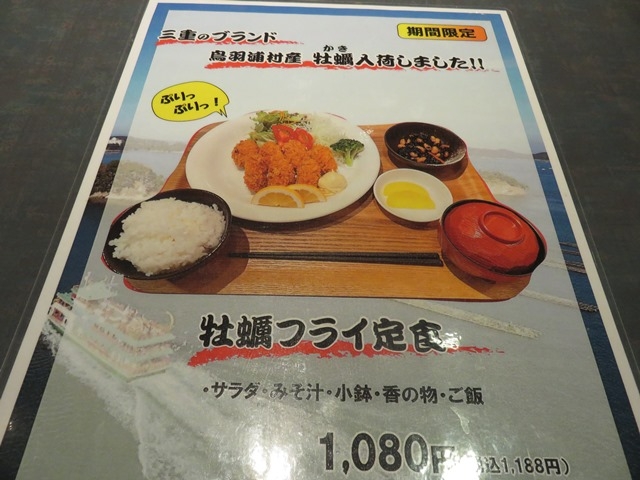 三重のブランド
期間限定
かき
鳥羽浦村産 牡蠣入荷しました!!
ぷりっ
ぷりっ!
牡蠣フライ定食
・サラダ・みそ汁・小鉢・香の物・ご飯
1,080円(税込1,188円)